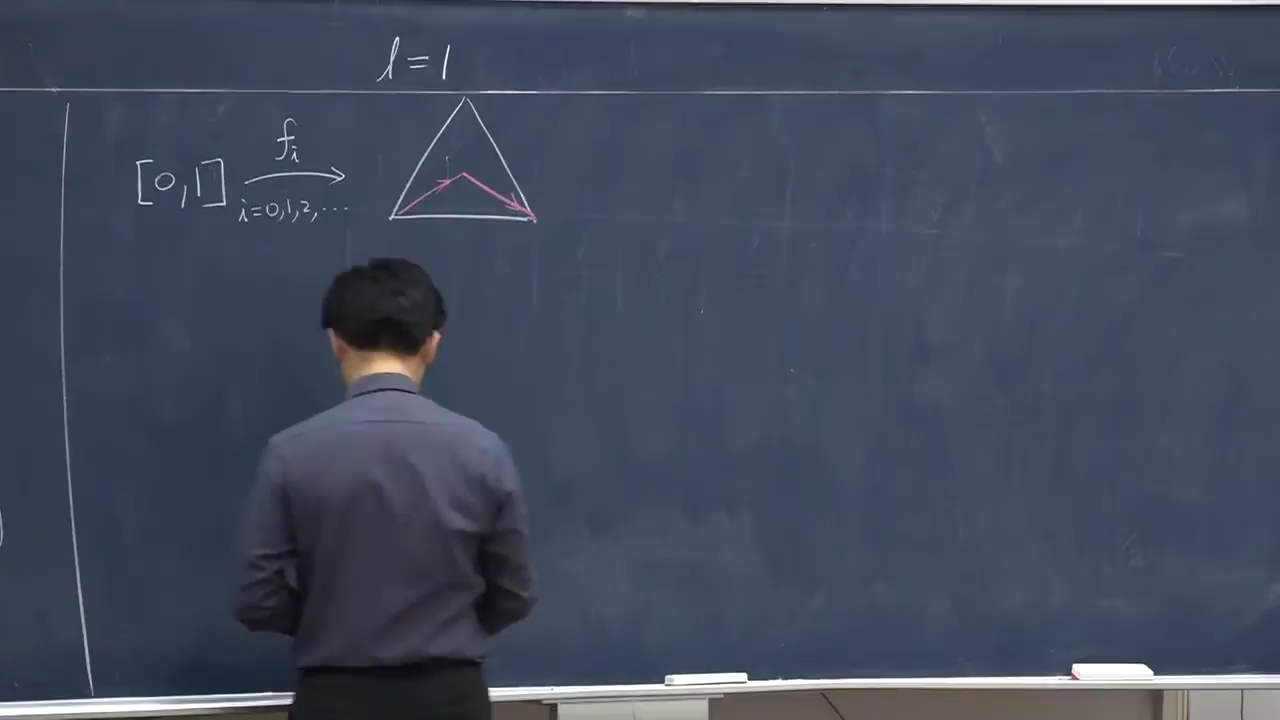 l = 1
[0,1]
f_i
i=0,1,2,...